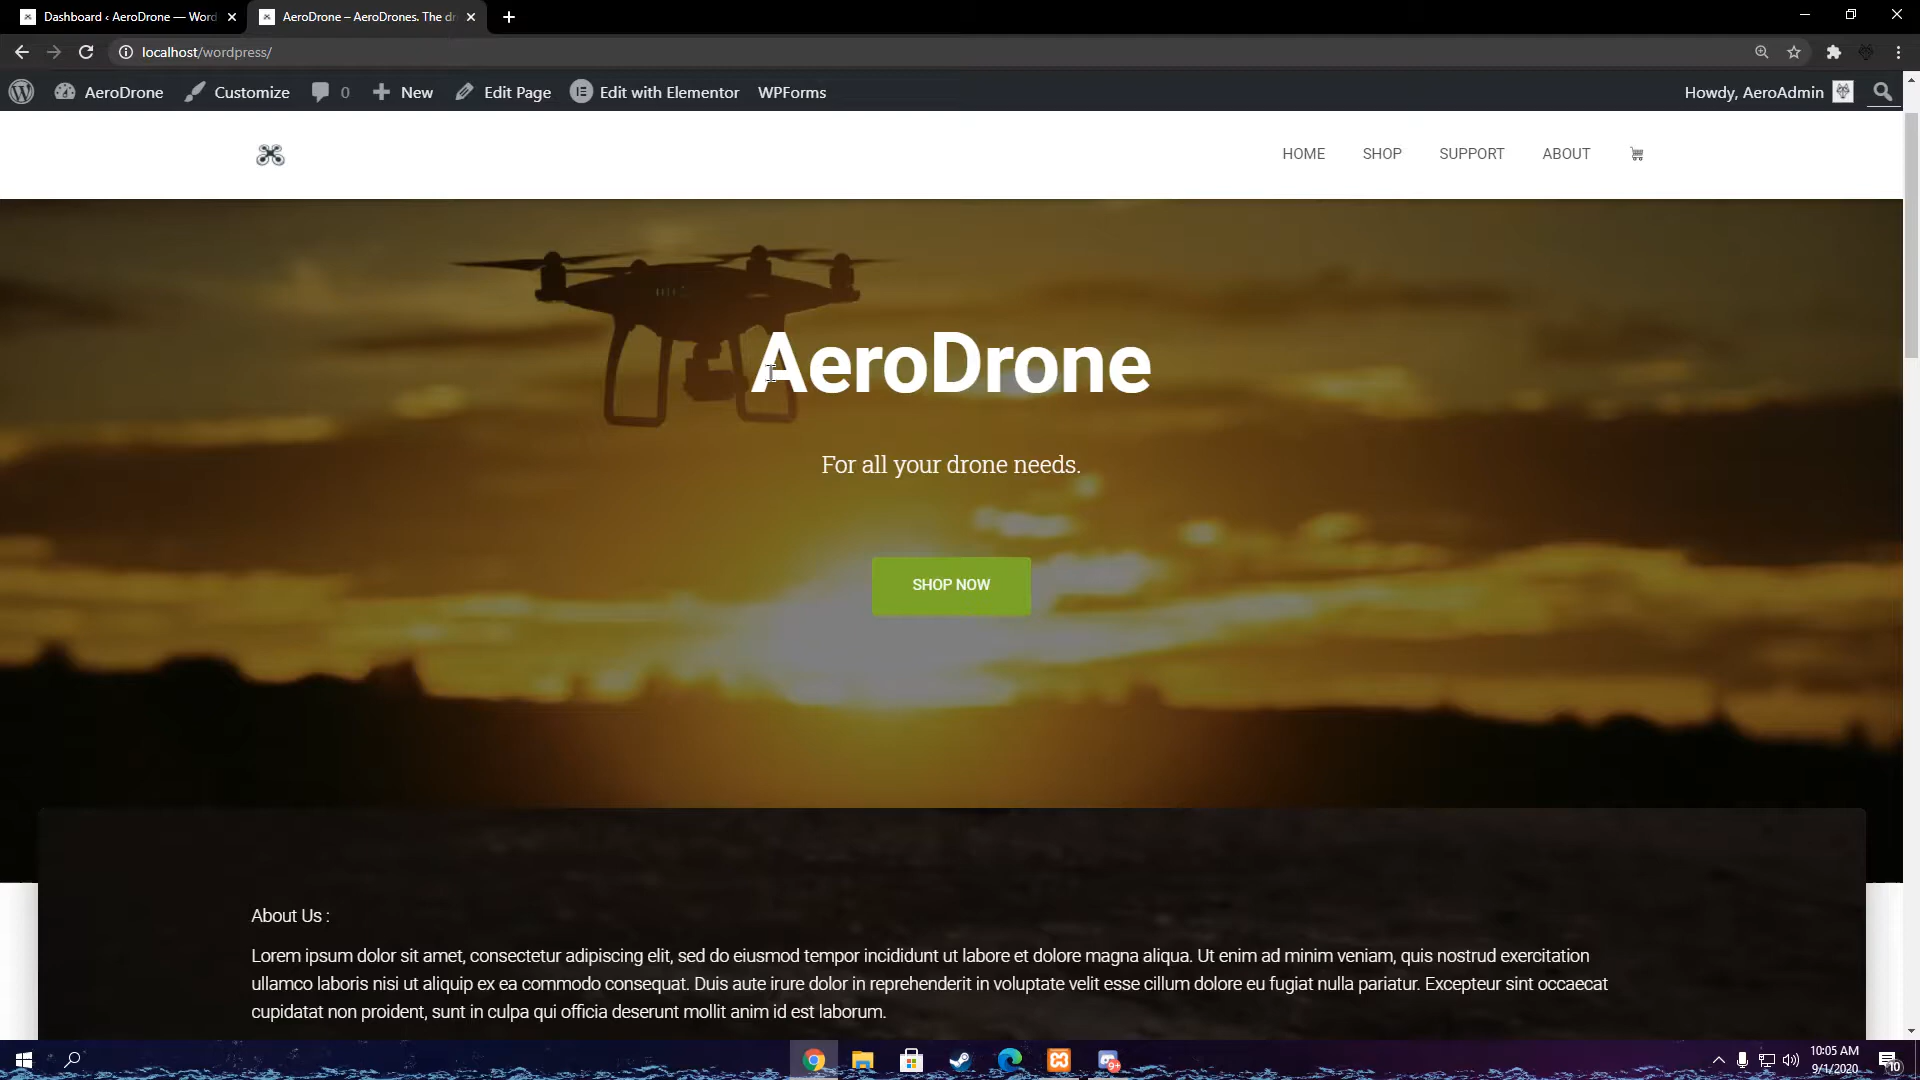 Dashboard ‹ AeroDrone — Word
AeroDrone – AeroDrones. The dr
localhost/wordpress/
AeroDrone
Customize
0
New
Edit Page
Edit with Elementor
WPForms
Howdy, AeroAdmin
HOME
SHOP
SUPPORT
ABOUT
AeroDrone
For all your drone needs.
SHOP NOW
About Us :
Lorem ipsum dolor sit amet, consectetur adipiscing elit, sed do eiusmod tempor incididunt ut labore et dolore magna aliqua. Ut enim ad minim veniam, quis nostrud exercitation
ullamco laboris nisi ut aliquip ex ea commodo consequat. Duis aute irure dolor in reprehenderit in voluptate velit esse cillum dolore eu fugiat nulla pariatur. Excepteur sint occaecat
cupidatat non proident, sunt in culpa qui officia deserunt mollit anim id est laborum.
9+
10:05 AM
9/1/2020
10